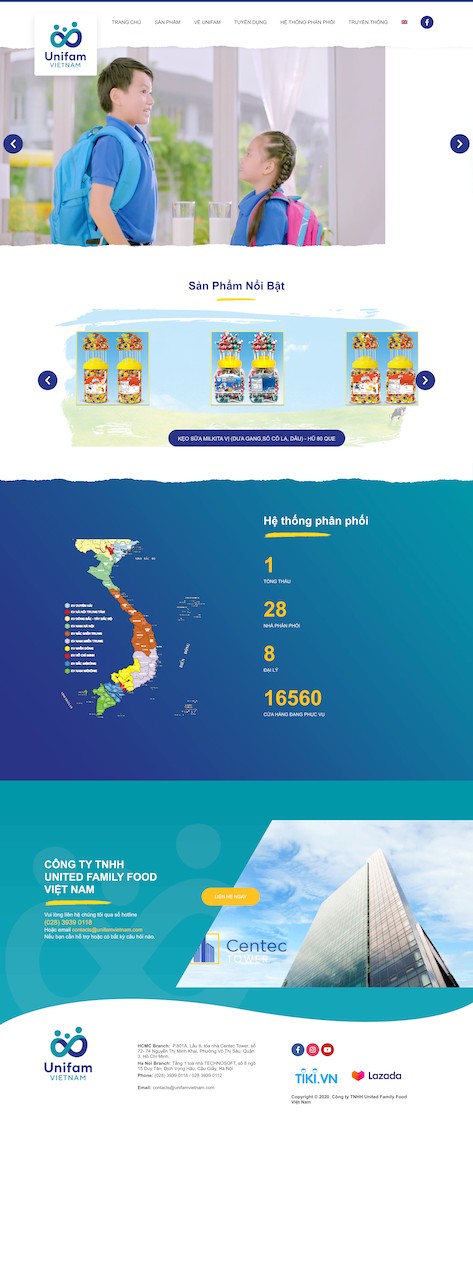 Unifam
VIETNAM
TRANG CHỦ
SẢN PHẨM
VỀ UNIFAM
TUYỂN DỤNG
HỆ THỐNG PHÂN PHỐI
TRUYỀN THÔNG
Sản Phẩm Nổi Bật
KẸO SỮA MILKITA VỊ (DƯA GANG,SÔ CÔ LA, DÂU) - HŨ 80 QUE
Hệ thống phân phối
1
TỔNG THẦU
28
NHÀ PHÂN PHỐI
8
ĐẠI LÝ
16560
CỬA HÀNG ĐANG PHỤC VỤ
CÔNG TY TNHH
UNITED FAMILY FOOD
VIỆT NAM
Vui lòng liên hệ chúng tôi qua số hotline
(028) 3939 0118
Hoặc email contacts@unifamvietnam.com
Nếu bạn cần hỗ trợ hoặc có bất kỳ câu hỏi nào.
LIÊN HỆ NGAY
Centec
TOWER
Unifam
VIETNAM
HCMC Branch: P.801A, Lầu 8, tòa nhà Centec Tower, số
72- 74 Nguyễn Thị Minh Khai, Phường Võ Thị Sáu, Quận
3, Hồ Chí Minh
Ha Noi Branch: Tầng 1 toà nhà TECHNOSOFT, số 6 ngõ
15 Duy Tân, Dịch Vọng Hậu, Cầu Giấy, Hà Nội
Phone: (028) 3939 0118 / 028 3939 0112
Email: contacts@unifamvietnam.com
TIKI.VN
Lazada
Copyright © 2020. Công ty TNHH United Family Food
Việt Nam